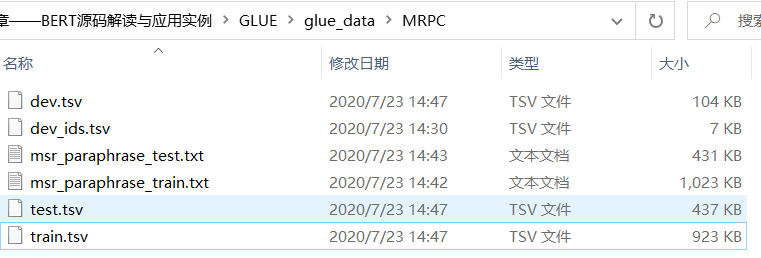 章——BERT源码解读与应用实例 > GLUE > glue_data > MRPC 搜索
名称 修改日期 类型 大小
dev.tsv 2020/7/23 14:47 TSV 文件 104 KB
dev_ids.tsv 2020/7/23 14:30 TSV 文件 7 KB
msr_paraphrase_test.txt 2020/7/23 14:43 文本文档 431 KB
msr_paraphrase_train.txt 2020/7/23 14:42 文本文档 1,023 KB
test.tsv 2020/7/23 14:47 TSV 文件 437 KB
train.tsv 2020/7/23 14:47 TSV 文件 923 KB